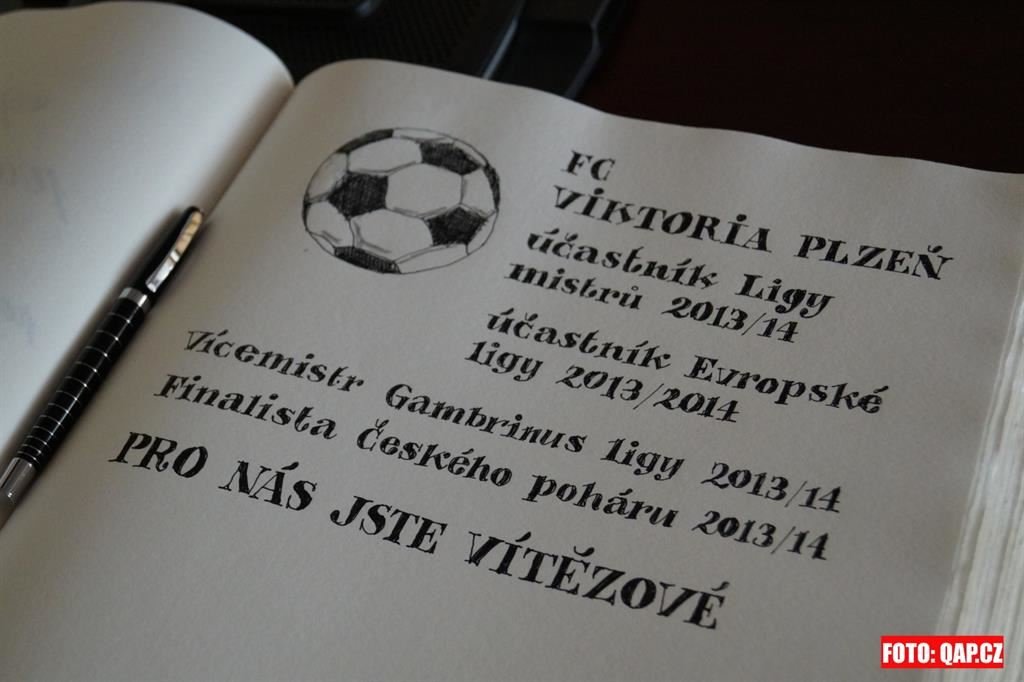 FC
VIKTORIA PLZEŇ
účastník Ligy
mistrů 2013/14
účastník Evropské
ligy 2013/2014
Vícemistr Gambrinus ligy 2013/14
Finalista Českého poháru 2013/14
PRO NÁS JSTE VÍTĚZOVÉ
FOTO: QAP.CZ